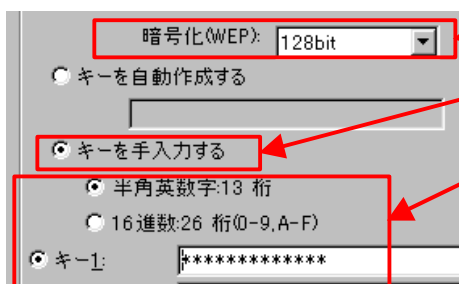 暗号化(WEP): 128bit
キーを自動作成する
キーを手入力する
半角英数字:13 桁
16進数:26 桁(0-9,A-F)
キー1: *************